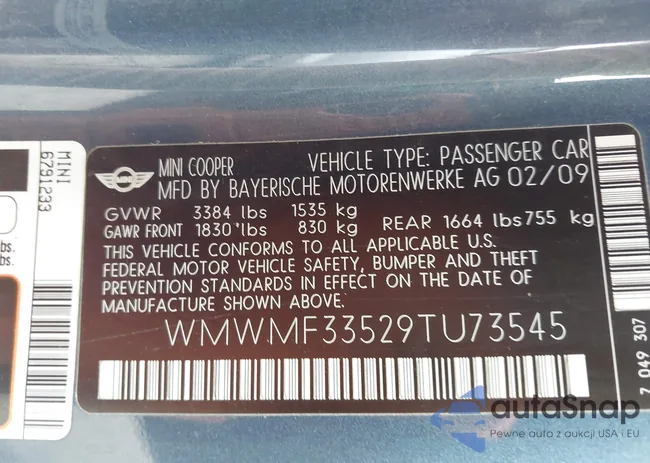 MINI COOPER VEHICLE TYPE: PASSENGER CAR
MFD BY BAYERISCHE MOTORENWERKE AG 02/09
GVWR 3384 lbs 1535 kg
GAWR FRONT 1830 lbs 830 kg REAR 1664 lbs 755 kg
THIS VEHICLE CONFORMS TO ALL APPLICABLE U.S.
FEDERAL MOTOR VEHICLE SAFETY, BUMPER AND THEFT
PREVENTION STANDARDS IN EFFECT ON THE DATE OF
MANUFACTURE SHOWN ABOVE.
WMWMF33529TU73545
7 049 307
MINI
6791233
lbs.
lbs.
autoSnap
Pewne auto z aukcji USA i EU